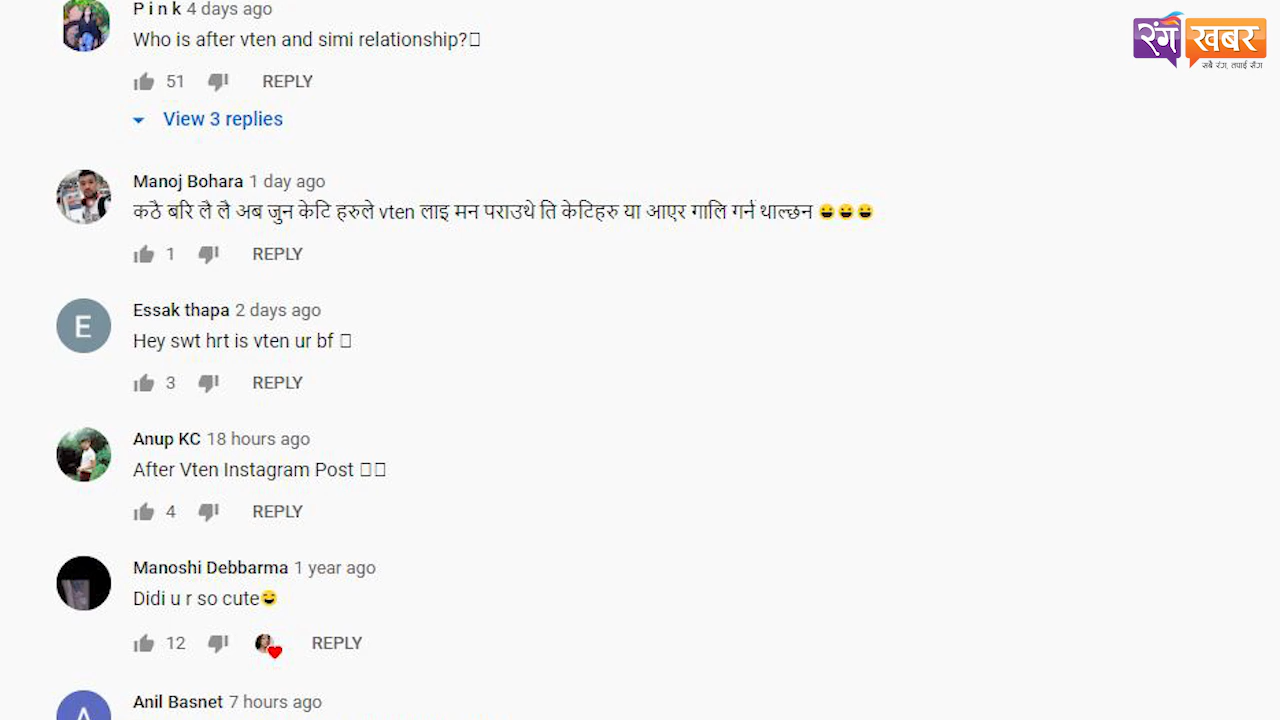 P i n k 4 days ago
Who is after vten and simi relationship?
51 REPLY
View 3 replies
Manoj Bohara 1 day ago
कठै बरि लै लै अब जुन केटि हरुले vten लाइ मन पराउथे ति केटिहरु या आएर गालि गर्न थाल्छन 😄😄😄
1 REPLY
Essak thapa 2 days ago
Hey swt hrt is vten ur bf
3 REPLY
Anup KC 18 hours ago
After Vten Instagram Post
4 REPLY
Manoshi Debbarma 1 year ago
Didi u r so cute😄
12 REPLY
Anil Basnet 7 hours ago
रंग खबर
सबै रंग, तपाईं सँग
E
A